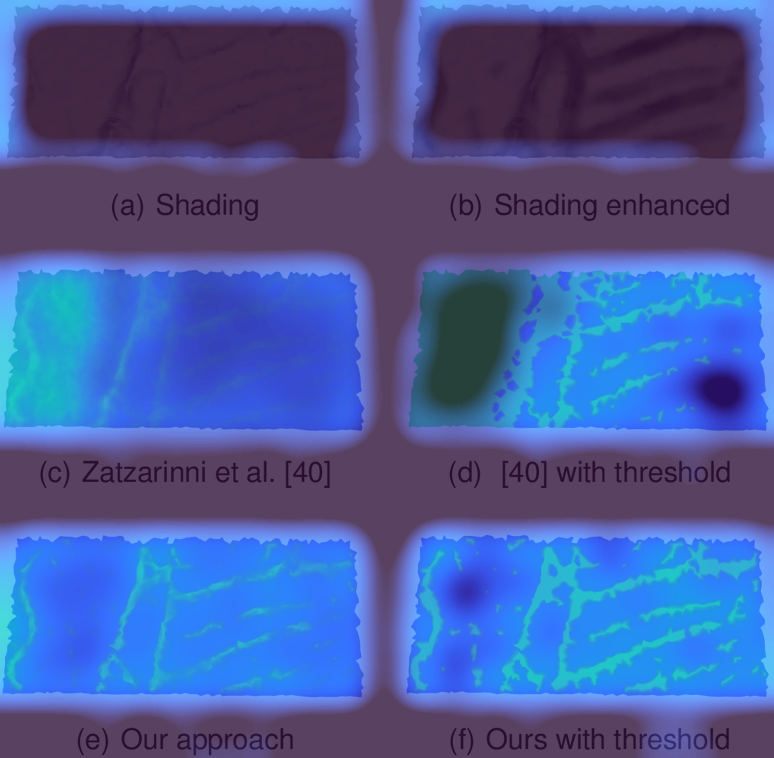 (a) Shading
(b) Shading enhanced
(c) Zatzarinni et al. [40]
(d) [40] with threshold
(e) Our approach
(f) Ours with threshold